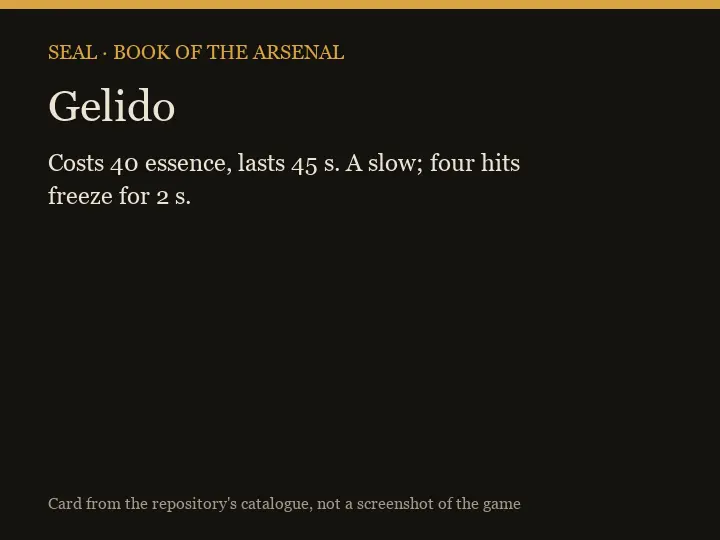 SEAL · BOOK OF THE ARSENAL
Gelido
Costs 40 essence, lasts 45 s. A slow; four hits
freeze for 2 s.
Card from the repository's catalogue, not a screenshot of the game